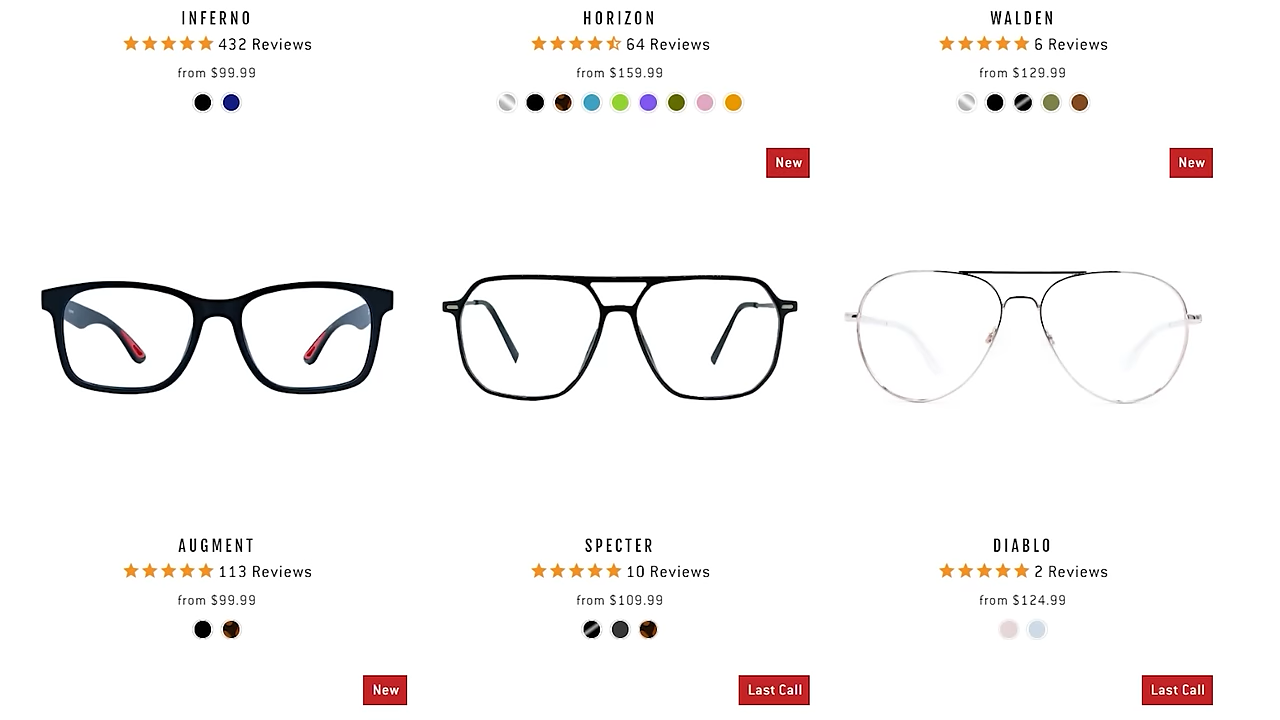 INFERNO
432 Reviews
from $99.99
HORIZON
64 Reviews
from $159.99
WALDEN
6 Reviews
from $129.99
New
New
AUGMENT
113 Reviews
from $99.99
SPECTER
10 Reviews
from $109.99
DIABLO
2 Reviews
from $124.99
New
Last Call
Last Call